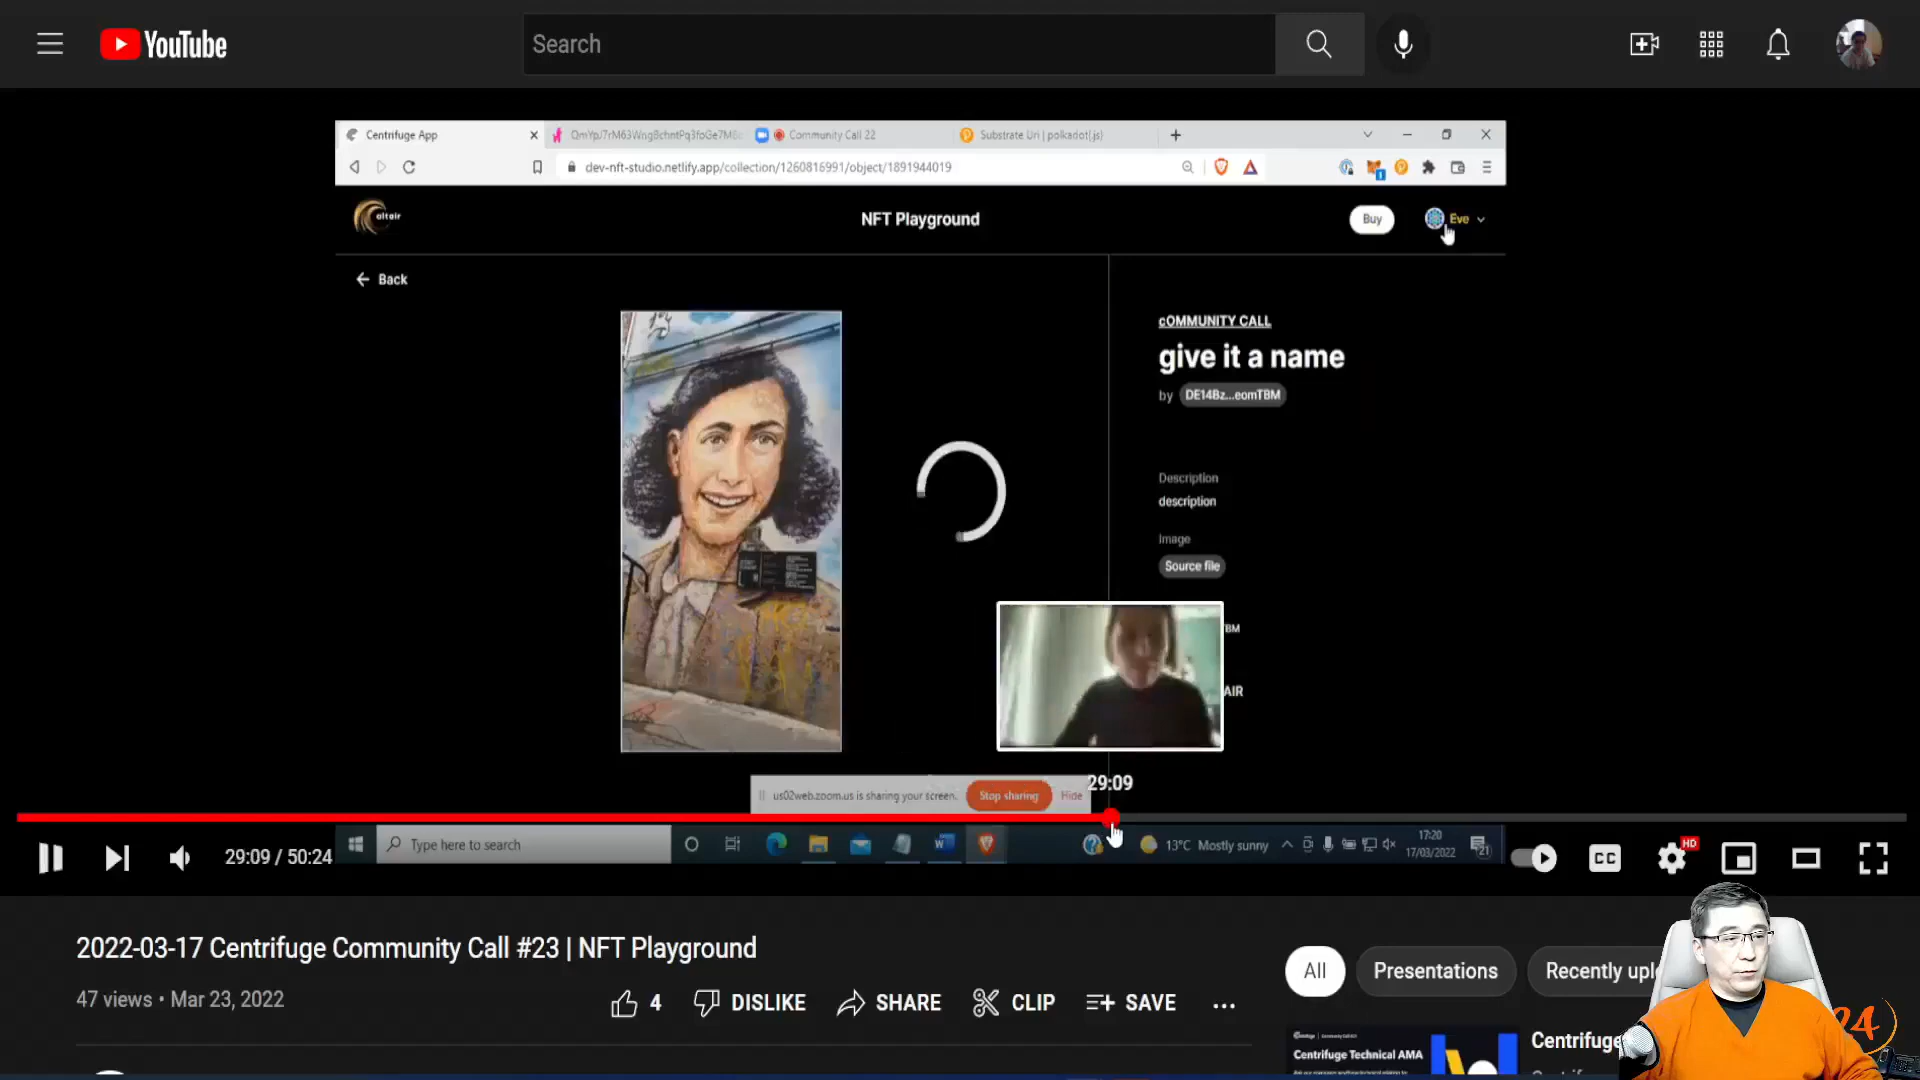 YouTube
Search
Centrifuge App
Community Call 22
Substrate Uri | polkadot{.js}
dev-nft-studio.netlify.app/collection/1260816991/object/1891944019
altair
NFT Playground
Buy
Eve
Back
cOMMUNITY CALL
give it a name
by DE14Bz...eomTBM
Description
description
Image
Source file
AIR
29:09
us02web.zoom.us is sharing your screen.
Stop sharing
Hide
29:09 / 50:24
Type here to search
13°C Mostly sunny
17:20
17/03/2022
21
CC
HD
2022-03-17 Centrifuge Community Call #23 | NFT Playground
47 views • Mar 23, 2022
4
DISLIKE
SHARE
CLIP
SAVE
All
Presentations
Recently upl
Centrifuge Technical AMA
Centrifuge
24